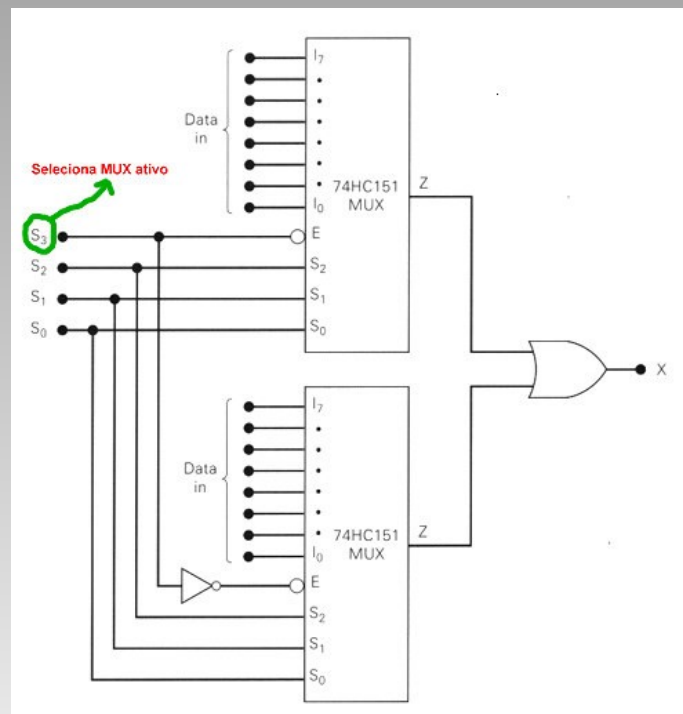 I7
Data
in
74HC151
MUX
Z
I0
Seleciona MUX ativo
S3
E
S2
S2
S1
S1
S0
S0
X
I7
Data
in
74HC151
MUX
Z
I0
E
S2
S1
S0